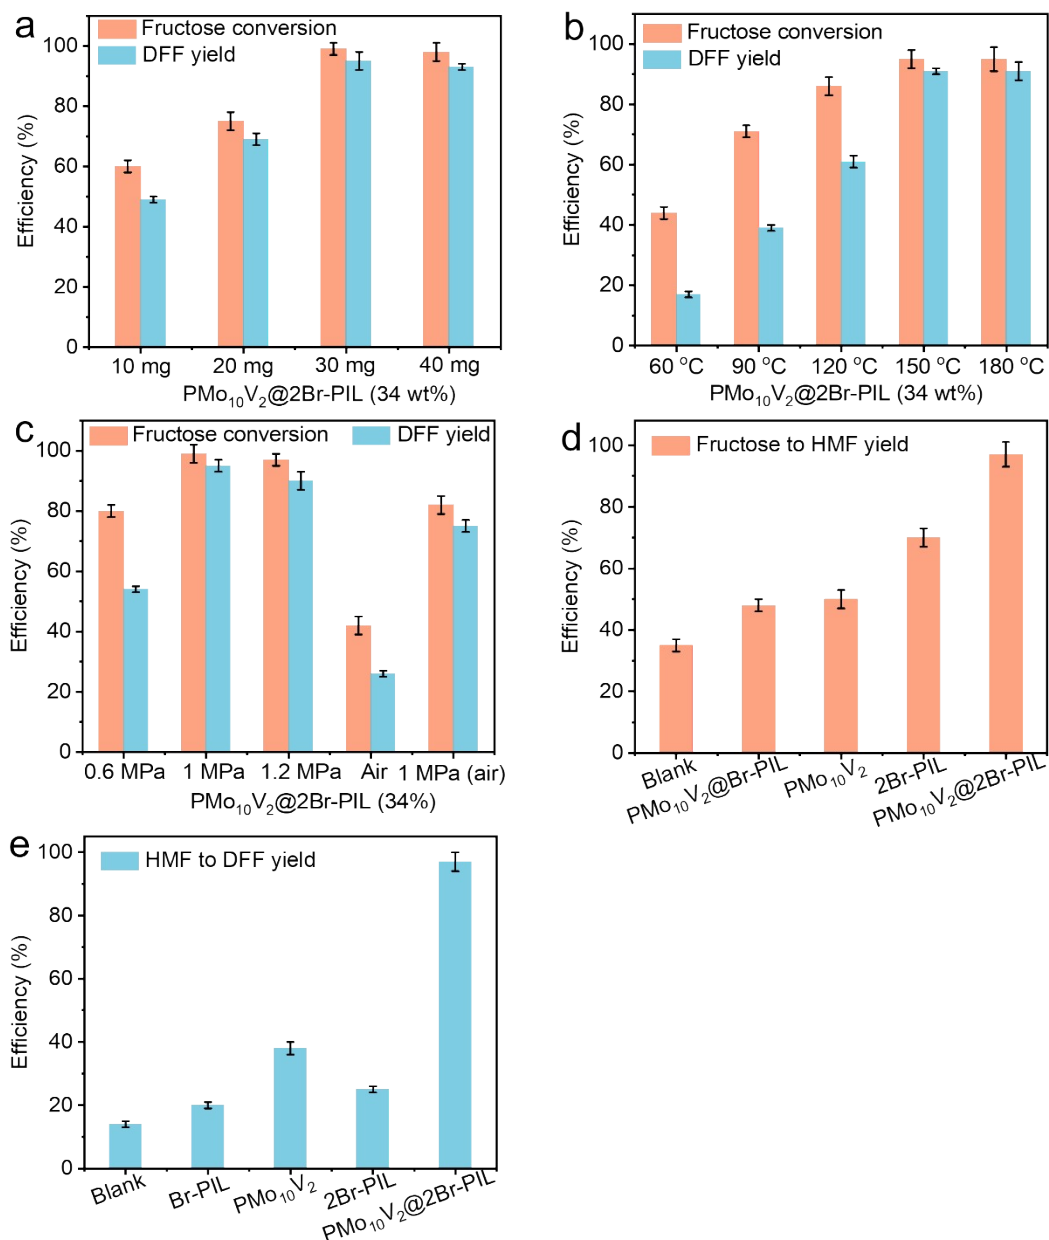 a
Fructose conversion
DFF yield
Efficiency (%)
100
80
60
40
20
0
10 mg 20 mg 30 mg 40 mg
PMo₁₀V₂@2Br-PIL (34 wt%)
b
Fructose conversion
DFF yield
Efficiency (%)
100
80
60
40
20
0
60 °C 90 °C 120 °C 150 °C 180 °C
PMo₁₀V₂@2Br-PIL (34 wt%)
c
Fructose conversion DFF yield
Efficiency (%)
100
80
60
40
20
0
0.6 MPa 1 MPa 1.2 MPa Air 1 MPa (air)
PMo₁₀V₂@2Br-PIL (34%)
d
Fructose to HMF yield
Efficiency (%)
100
80
60
40
20
0
Blank
PMo₁₀V₂@Br-PIL
PMo₁₀V₂
2Br-PIL
PMo₁₀V₂@2Br-PIL
e
HMF to DFF yield
Efficiency (%)
100
80
60
40
20
0
Blank
Br-PIL
PMo₁₀V₂
2Br-PIL
PMo₁₀V₂@2Br-PIL